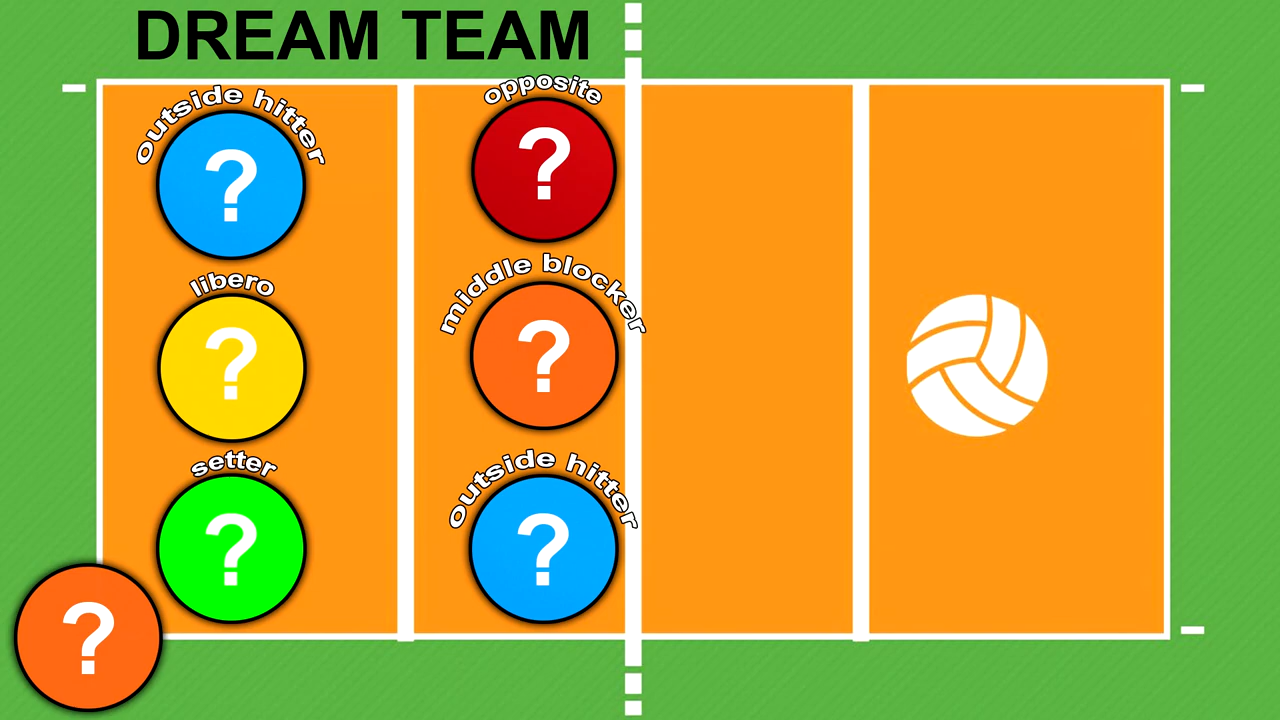 DREAM TEAM
outside hitter
?
opposite
?
libero
?
middle blocker
?
setter
?
outside hitter
?
?